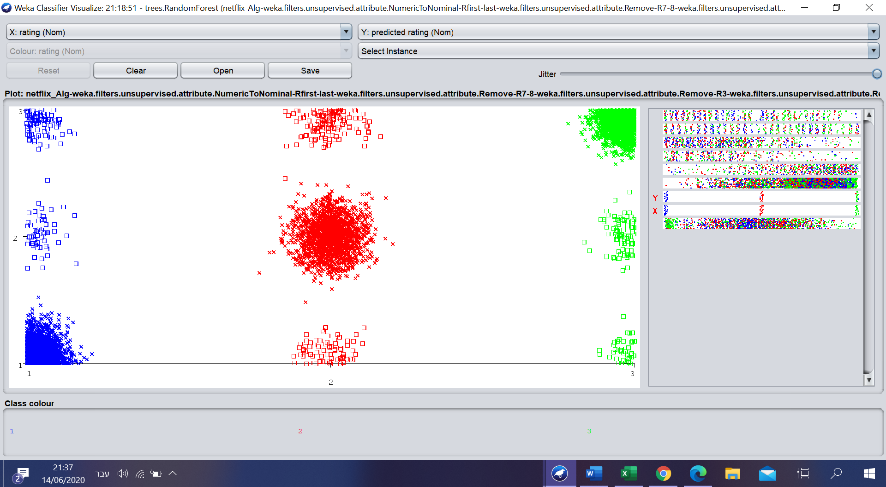 Weka Classifier Visualize: 21:18:51 - trees.RandomForest (netflix_Alg-weka.filters.unsupervised.attribute.NumericToNominal-Rfirst-last-weka.filters.unsupervised.attribute.Remove-R7-8-weka.filters.unsupervised.att...
X: rating (Nom)
Y: predicted rating (Nom)
Colour: rating (Nom)
Select Instance
Reset
Clear
Open
Save
Jitter
Plot: netflix_Alg-weka.filters.unsupervised.attribute.NumericToNominal-Rfirst-last-weka.filters.unsupervised.attribute.Remove-R7-8-weka.filters.unsupervised.attribute.Remove-R3-weka.filters.unsupervised.attribute.Re
3
2
1
1
2
3
Y
X
Class colour
1
2
3
21:37
עבר
14/06/2020
2